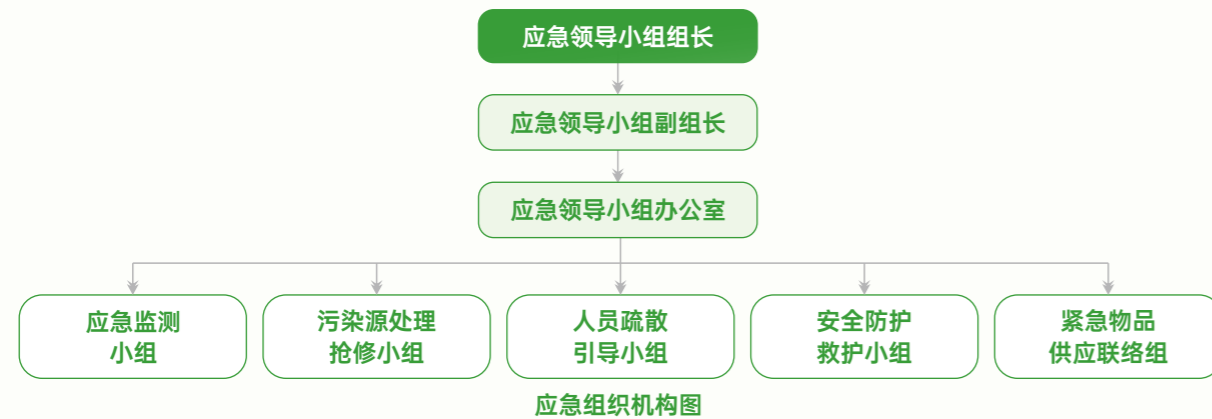 应急领导小组组长
应急领导小组副组长
应急领导小组办公室
应急监测
小组
污染源处理
抢修小组
人员疏散
引导小组
安全防护
救护小组
紧急物品
供应联络组
应急组织机构图